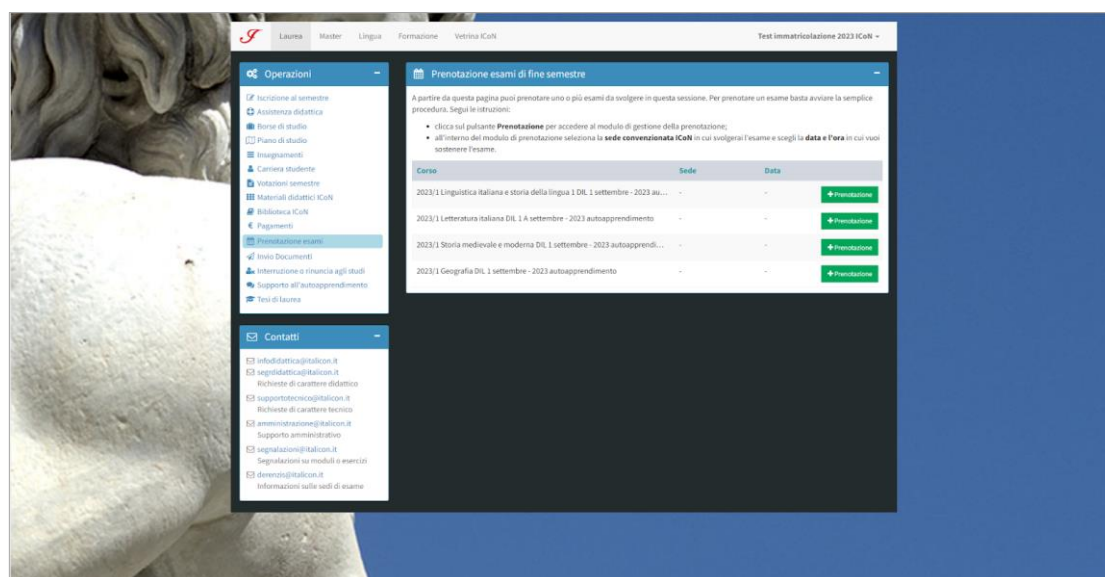 Laurea Master Lingua Formazione Vetrina ICoN Test immatricolazione 2023 ICoN
Operazioni
Iscrizione al semestre
Assistenza didattica
Borse di studio
Piano di studio
Insegnamenti
Carriera studente
Votazioni semestre
Materiali didattici ICoN
Biblioteca ICoN
Pagamenti
Prenotazione esami
Invio Documenti
Interruzione o rinuncia agli studi
Supporto all'autoapprendimento
Tesi di laurea
Contatti
infodidattica@italicon.it
segrdidattica@italicon.it
Richieste di carattere didattico
supportotecnico@italicon.it
Richieste di carattere tecnico
amministrazione@italicon.it
Supporto amministrativo
segnalazioni@italicon.it
Segnalazioni su moduli o esercizi
derenzis@italicon.it
Informazioni sulle sedi di esame
Prenotazione esami di fine semestre
A partire da questa pagina puoi prenotare uno o più esami da svolgere in questa sessione. Per prenotare un esame basta avviare la semplice
procedura. Segui le istruzioni:
• clicca sul pulsante Prenotazione per accedere al modulo di gestione della prenotazione;
• all'interno del modulo di prenotazione seleziona la sede convenzionata ICoN in cui svolgerai l'esame e scegli la data e l'ora in cui vuoi
sostenere l'esame.
Corso Sede Data
2023/1 Linguistica italiana e storia della lingua 1 DIL 1 settembre - 2023 au... - - + Prenotazione
2023/1 Letteratura italiana DIL 1 A settembre - 2023 autoapprendimento - - + Prenotazione
2023/1 Storia medievale e moderna DIL 1 settembre - 2023 autoapprendi... - - + Prenotazione
2023/1 Geografia DIL 1 settembre - 2023 autoapprendimento - - + Prenotazione